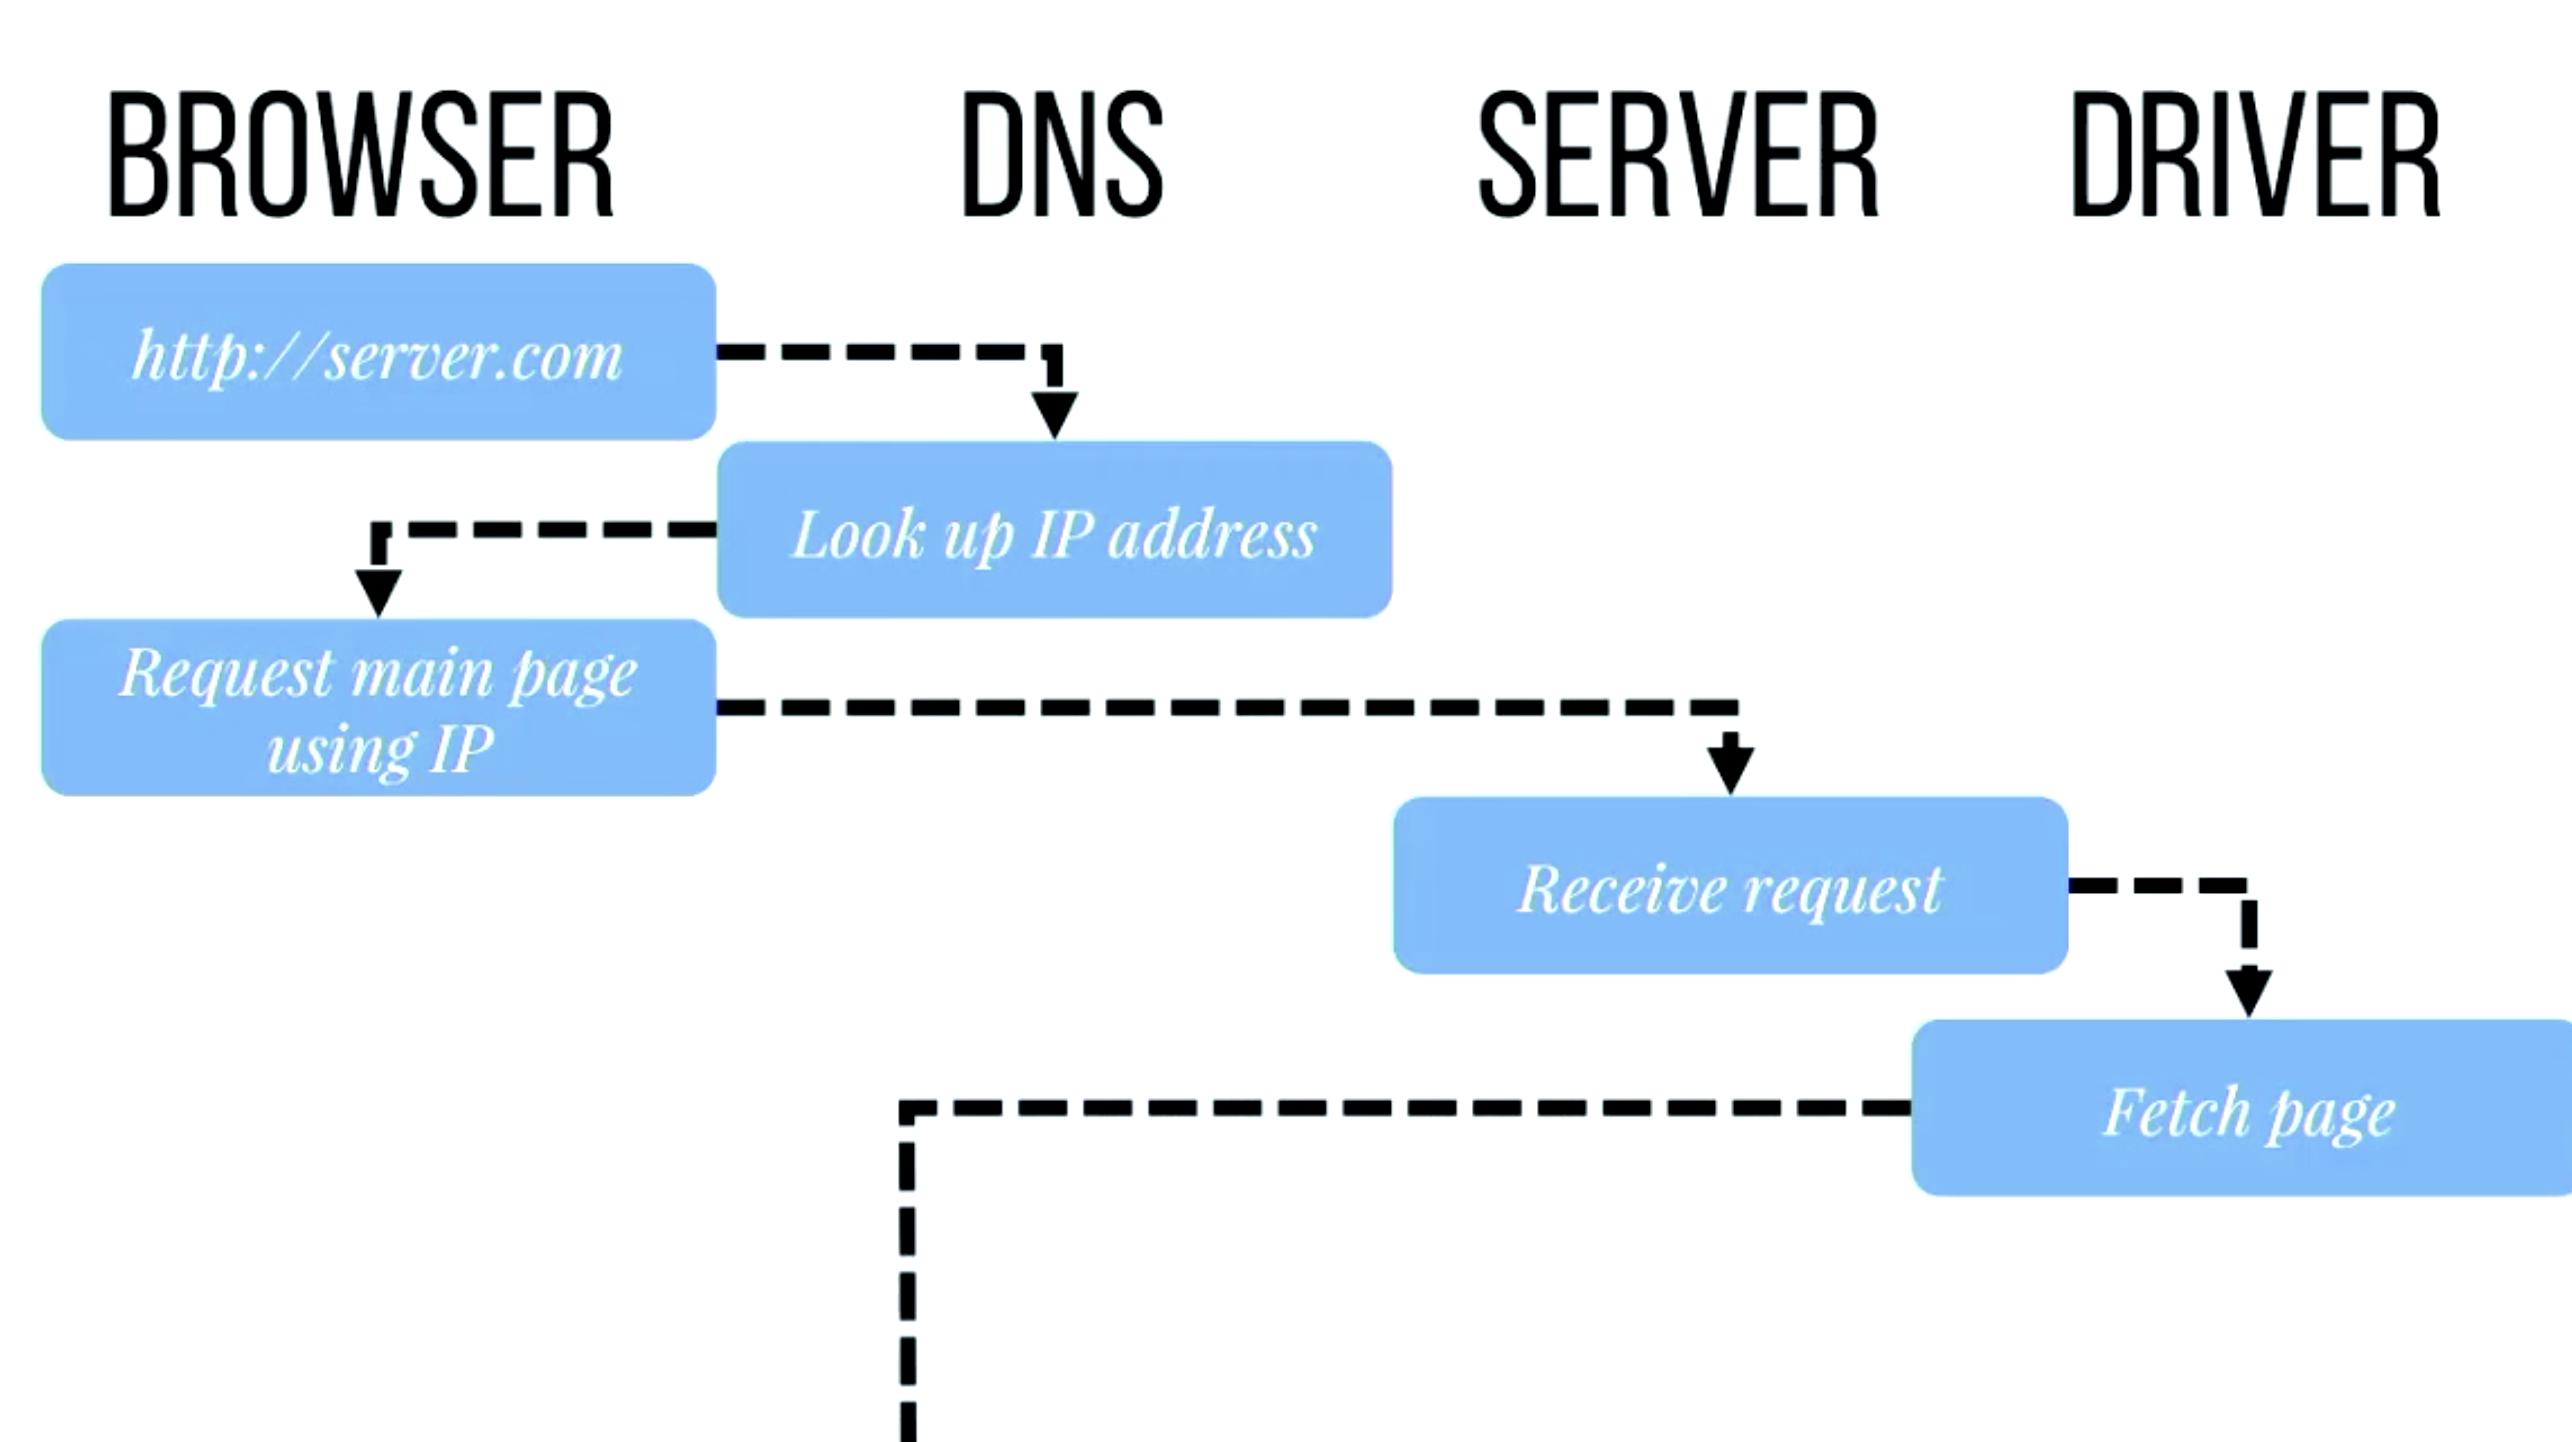 BROWSER DNS SERVER DRIVER
http://server.com
Look up IP address
Request main page
using IP
Receive request
Fetch page